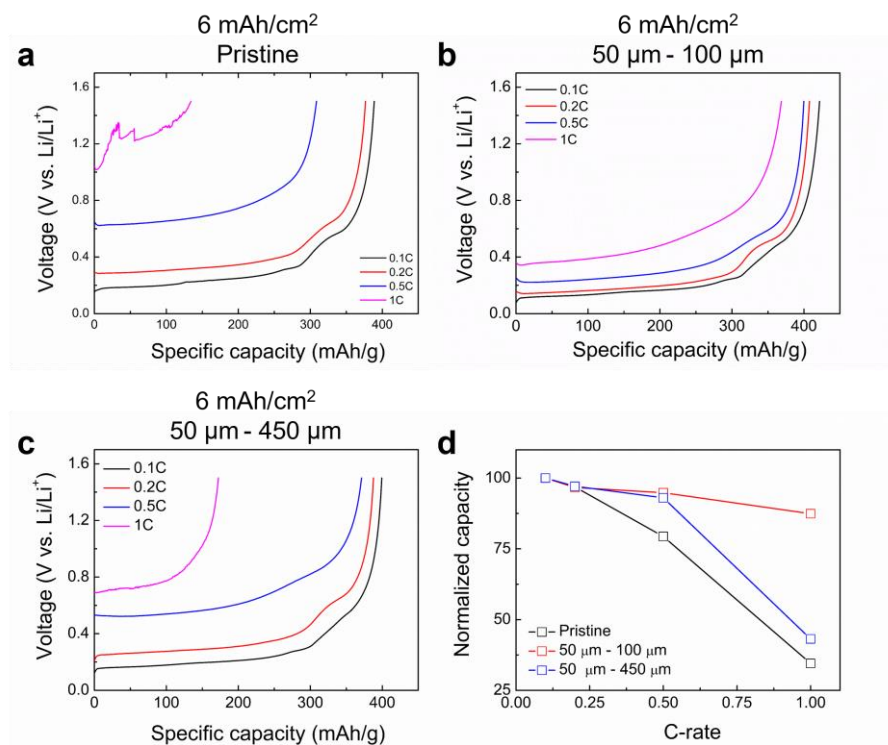 6 mAh/cm²
Pristine
a
Voltage (V vs. Li/Li⁺)
1.6
1.2
0.8
0.4
0.0
0.1C
0.2C
0.5C
1C
0 100 200 300 400
Specific capacity (mAh/g)
6 mAh/cm²
50 µm - 100 µm
b
Voltage (V vs. Li/Li⁺)
1.6
1.2
0.8
0.4
0.0
0.1C
0.2C
0.5C
1C
0 100 200 300 400
Specific capacity (mAh/g)
6 mAh/cm²
50 µm - 450 µm
c
Voltage (V vs. Li/Li⁺)
1.6
1.2
0.8
0.4
0.0
0.1C
0.2C
0.5C
1C
0 100 200 300 400
Specific capacity (mAh/g)
d
Normalized capacity
100
75
50
25
Pristine
50 µm - 100 µm
50 µm - 450 µm
0.00 0.25 0.50 0.75 1.00
C-rate